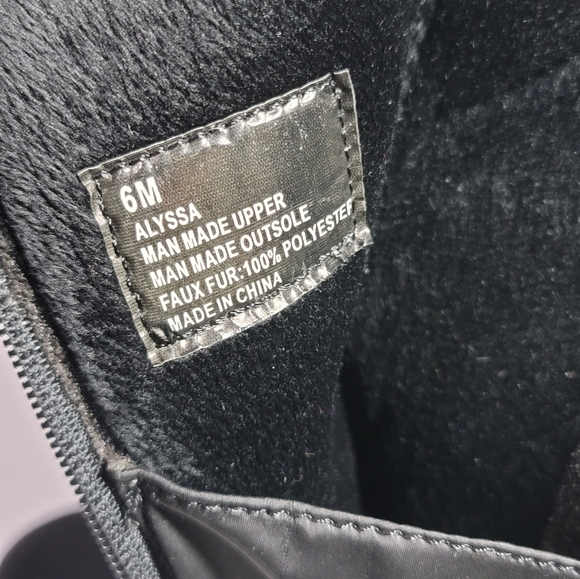 6M
ALYSSA
MAN MADE UPPER
MAN MADE OUTSOLE
FAUX FUR:100% POLYESTER
MADE IN CHINA